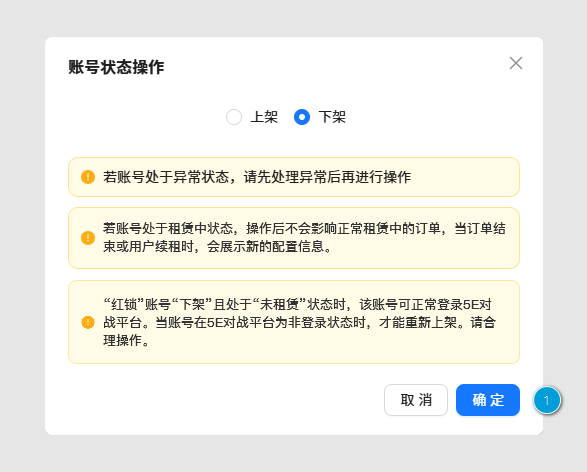 账号状态操作
上架 下架
若账号处于异常状态，请先处理异常后再进行操作
若账号处于租赁中状态，操作后不会影响正常租赁中的订单，当订单结
束或用户续租时，会展示新的配置信息。
“红锁”账号“下架”且处于“未租赁”状态时，该账号可正常登录5E对
战平台。当账号在5E对战平台为非登录状态时，才能重新上架。请合
理操作。
取 消 确 定 1